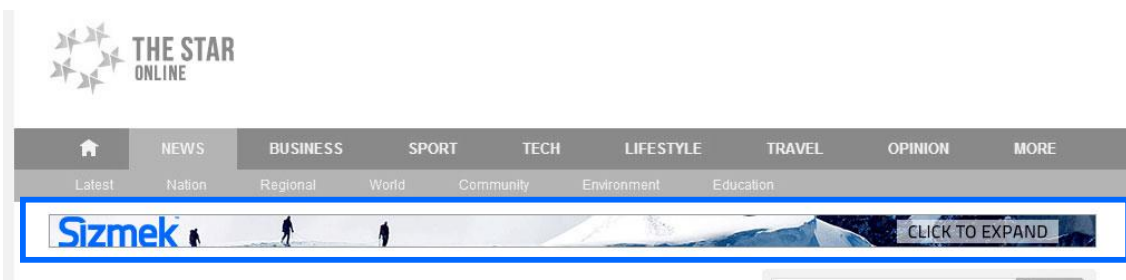 THE STAR
ONLINE
NEWS BUSINESS SPORT TECH LIFESTYLE TRAVEL OPINION MORE
Latest Nation Regional World Community Environment Education
Sizmek CLICK TO EXPAND